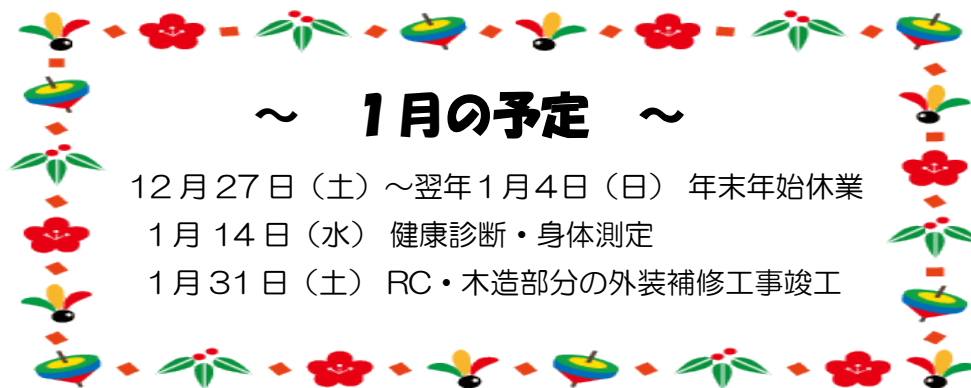 ～　１月の予定　～
12月27日（土）～翌年１月４日（日） 年末年始休業
１月14日（水） 健康診断・身体測定
１月31日（土） RC・木造部分の外装補修工事竣工